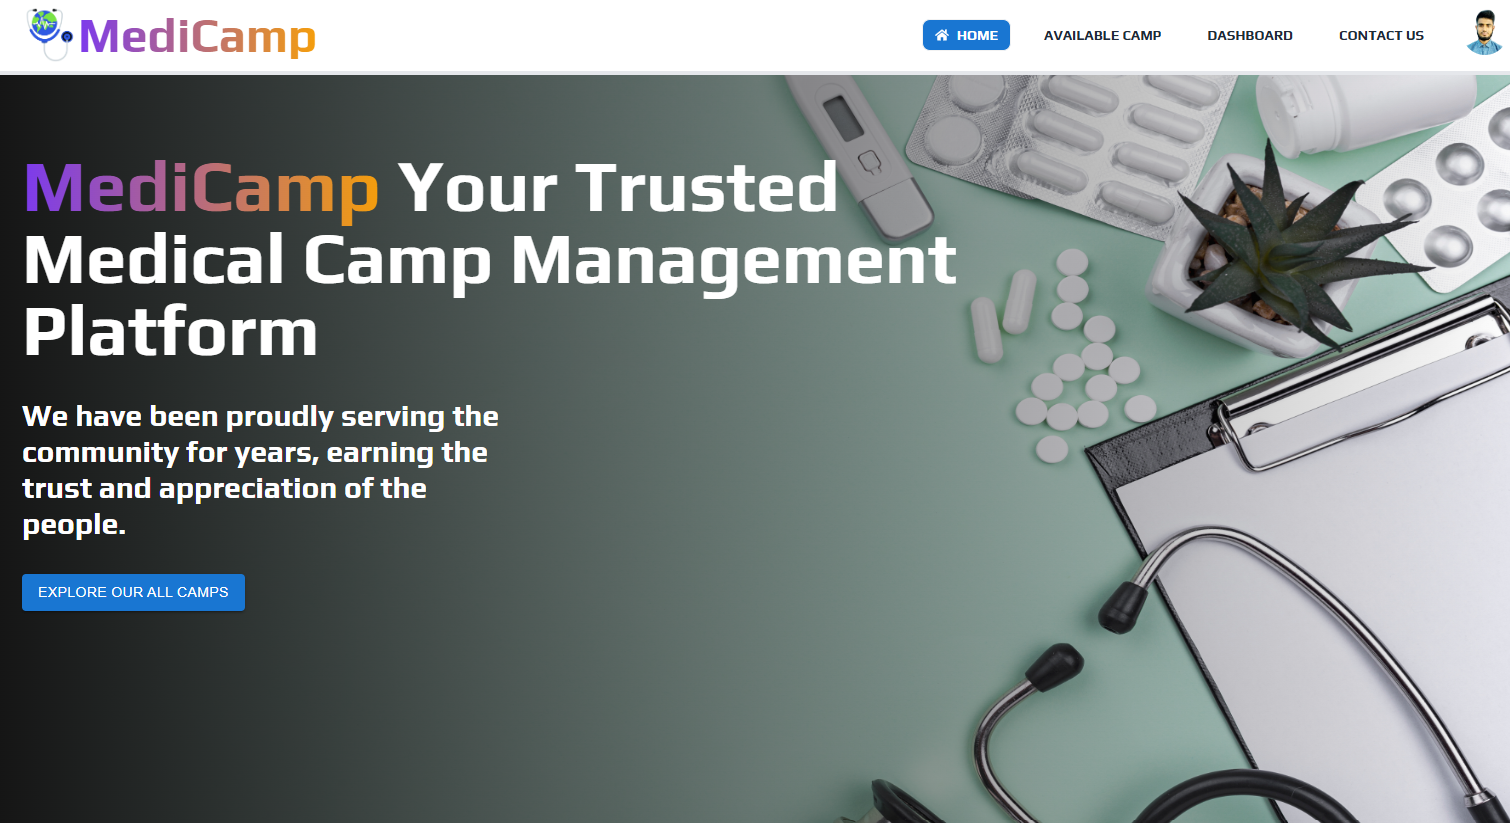 MediCamp
HOME
AVAILABLE CAMP
DASHBOARD
CONTACT US
MediCamp Your Trusted
Medical Camp Management
Platform
We have been proudly serving the
community for years, earning the
trust and appreciation of the
people.
EXPLORE OUR ALL CAMPS